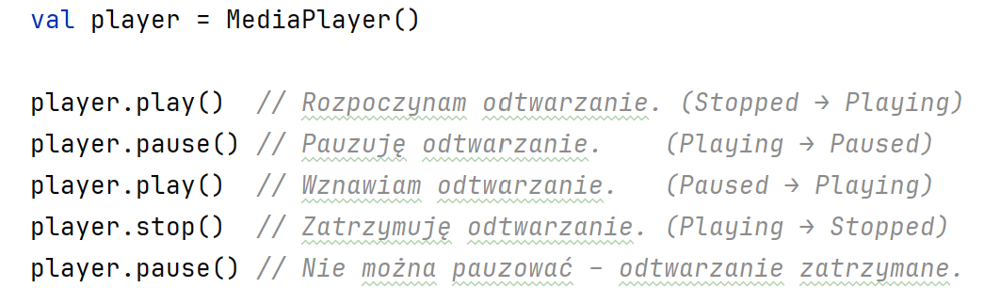 val player = MediaPlayer()
player.play()  // Rozpoczynam odtwarzanie. (Stopped → Playing)
player.pause() // Pauzuję odtwarzanie.    (Playing → Paused)
player.play()  // Wznawiam odtwarzanie.   (Paused → Playing)
player.stop()  // Zatrzymuję odtwarzanie. (Playing → Stopped)
player.pause() // Nie można pauzować – odtwarzanie zatrzymane.